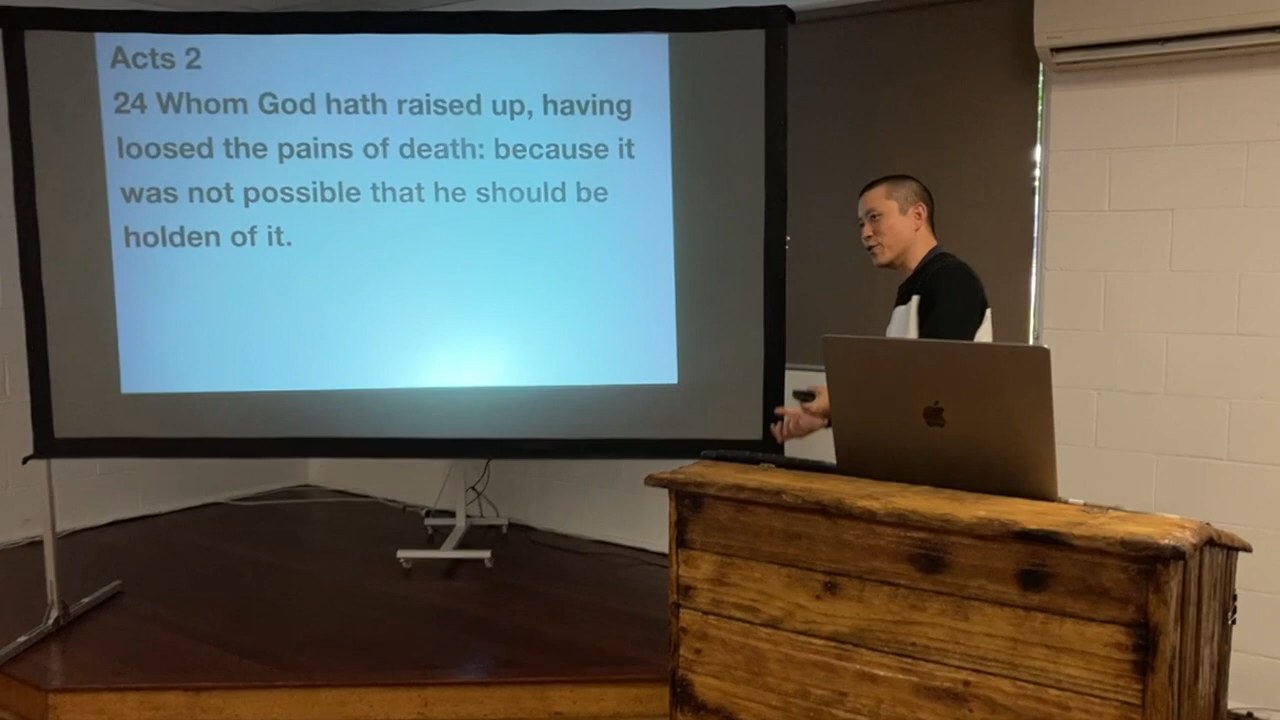 Acts 2
24 Whom God hath raised up, having
loosed the pains of death: because it
was not possible that he should be
holden of it.